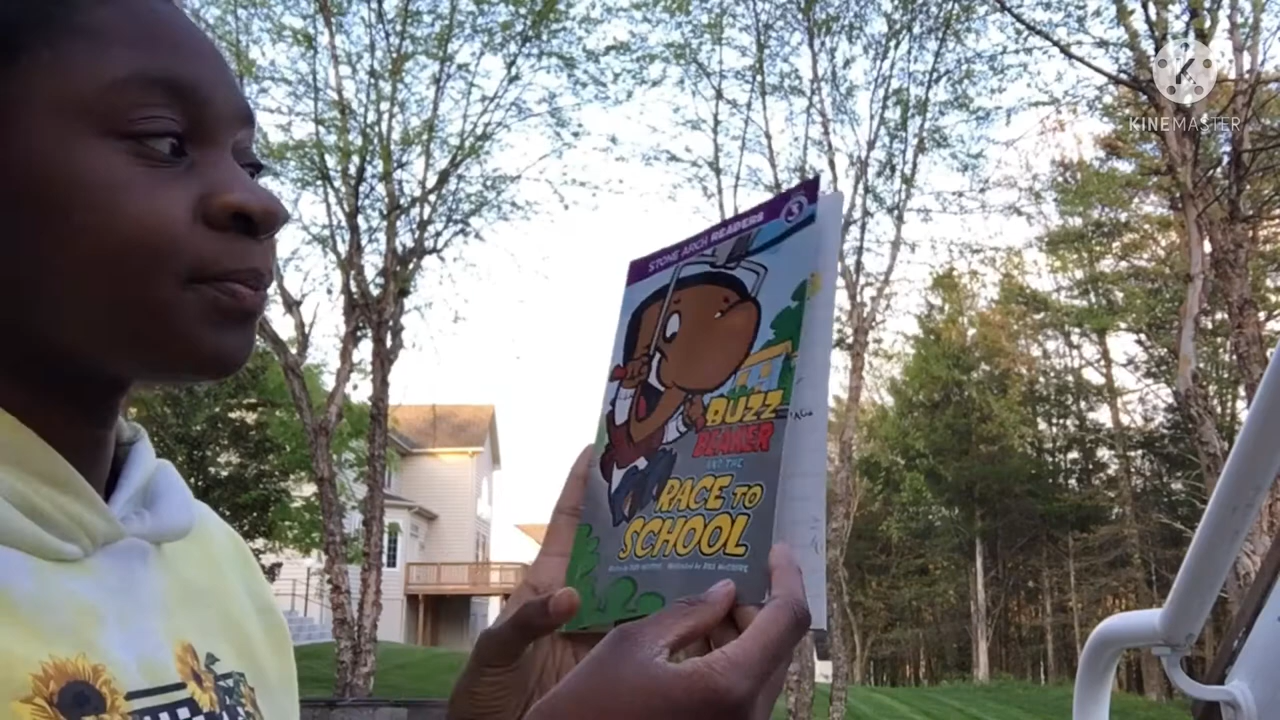 KINEMASTER
STONE ARCH READERS 3
BUZZ
BEAKER
AND THE
RACE TO
SCHOOL